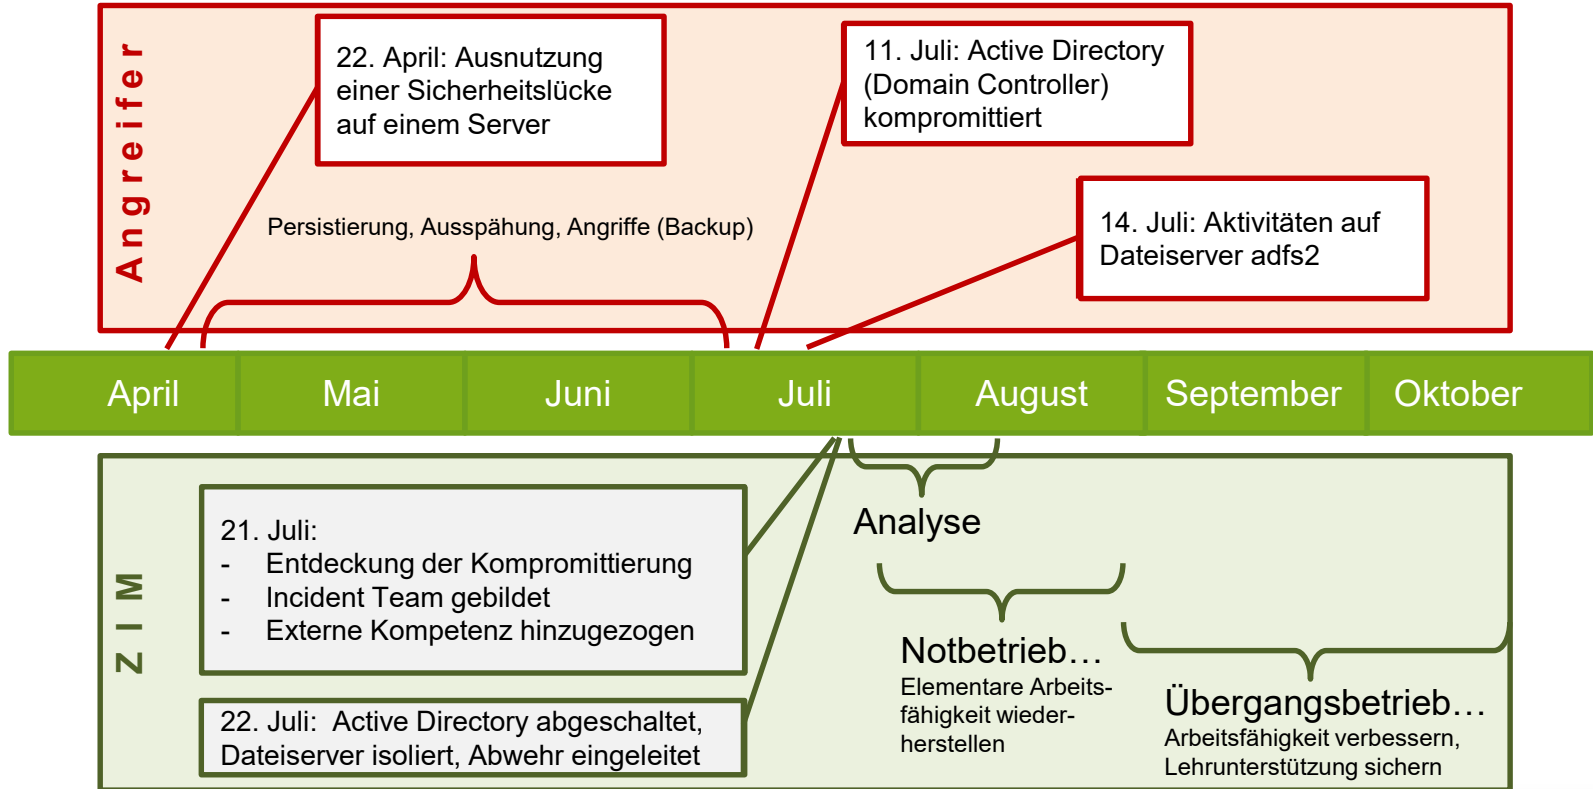 Angreifer
22. April: Ausnutzung
einer Sicherheitslücke
auf einem Server
11. Juli: Active Directory
(Domain Controller)
kompromittiert
Persistierung, Ausspähung, Angriffe (Backup)
14. Juli: Aktivitäten auf
Dateiserver adfs2
April
Mai
Juni
Juli
August
September
Oktober
ZIM
21. Juli:
- Entdeckung der Kompromittierung
- Incident Team gebildet
- Externe Kompetenz hinzugezogen
22. Juli: Active Directory abgeschaltet,
Dateiserver isoliert, Abwehr eingeleitet
Analyse
Notbetrieb…
Elementare Arbeits-
fähigkeit wieder-
herstellen
Übergangsbetrieb…
Arbeitsfähigkeit verbessern,
Lehrunterstützung sichern